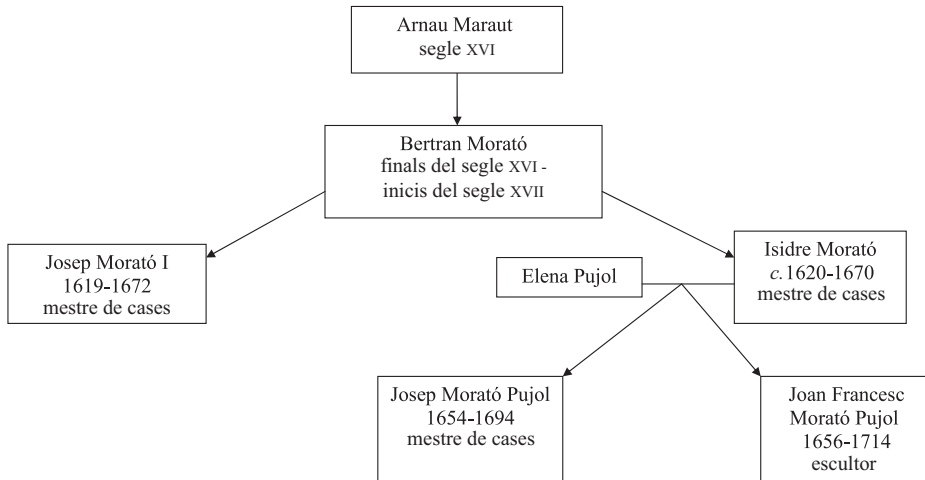 Arnau Maraut
segle XVI
Bertran Morató
finals del segle XVI -
inicis del segle XVII
Josep Morató I
1619-1672
mestre de cases
Elena Pujol
Isidre Morató
c. 1620-1670
mestre de cases
Josep Morató Pujol
1654-1694
mestre de cases
Joan Francesc
Morató Pujol
1656-1714
escultor